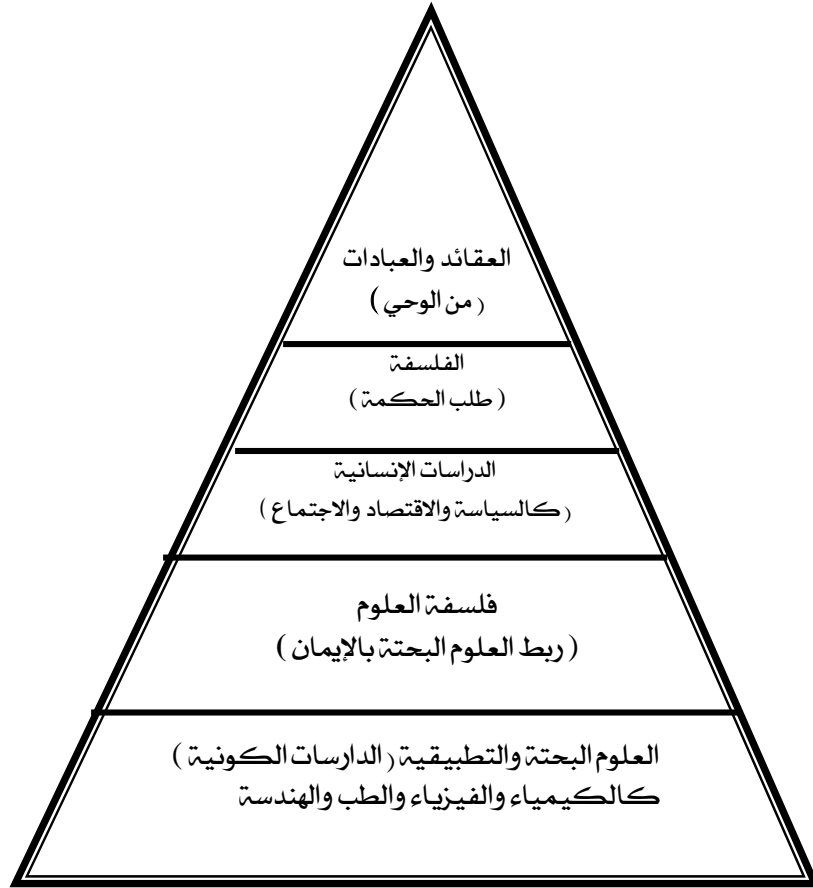 العقائد والعبادات
( من الوحي )
الفلسفة
( طلب الحكمة )
الدراسات الإنسانية
( كالسياسة والاقتصاد والاجتماع )
فلسفة العلوم
( ربط العلوم البحتة بالإيمان )
العلوم البحتة والتطبيقية ( الدارسات الكونية )
كالكيمياء والفيزياء والطب والهندسة